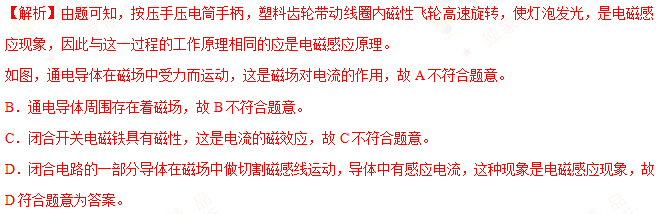 【解析】由题可知，按压手压电筒手柄，塑料齿轮带动线圈内磁性飞轮高速旋转，使灯泡发光，是电磁感
应现象，因此与这一过程的工作原理相同的应是电磁感应原理。
如图，通电导体在磁场中受力而运动，这是磁场对电流的作用，故 A 不符合题意。
B．通电导体周围存在着磁场，故 B 不符合题意。
C．闭合开关电磁铁具有磁性，这是电流的磁效应，故 C 不符合题意。
D．闭合电路的一部分导体在磁场中做切割磁感线运动，导体中有感应电流，这种现象是电磁感应现象，故
D 符合题意为答案。